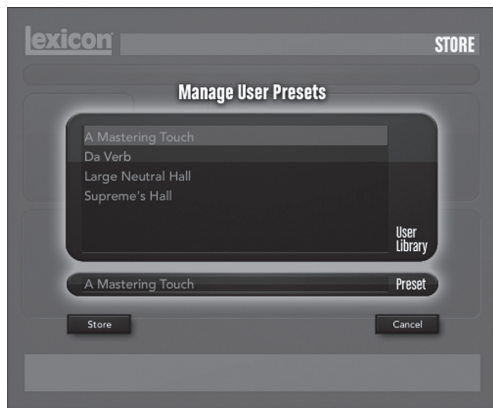 lexicon
STORE
Manage User Presets
A Mastering Touch
Da Verb
Large Neutral Hall
Supreme's Hall
User
Library
A Mastering Touch
Preset
Store
Cancel